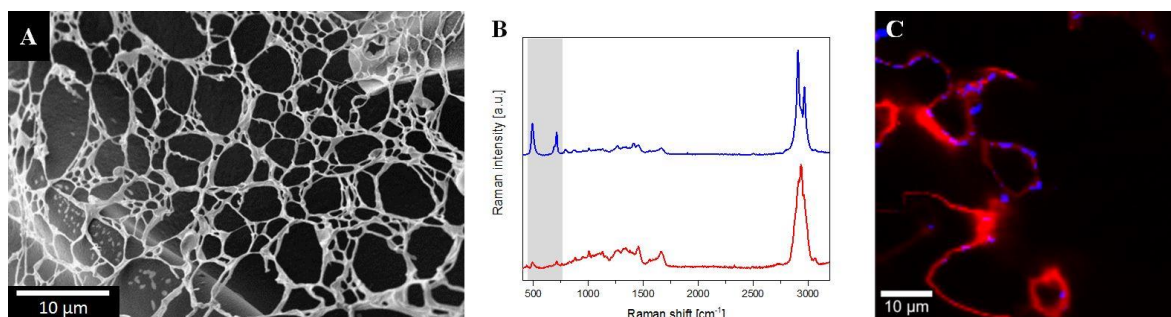 A
10 µm
B
Raman intensity [a.u.]
500 1000 1500 2000 2500 3000
Raman shift [cm-1]
C
10 µm